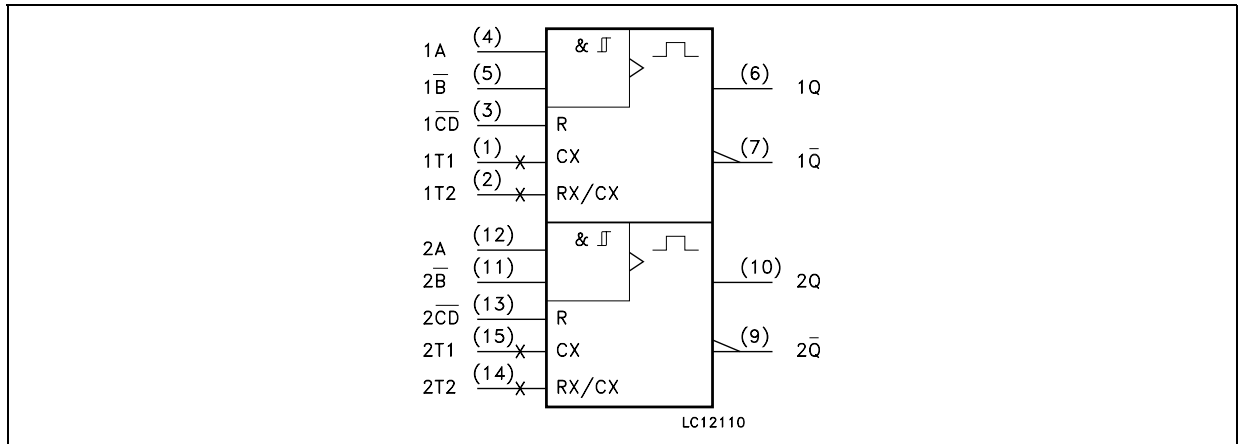 1A (4) & (6) 1Q
1B̅ (5)
1C̅D̅ (3) R
1T1 (1) CX (7) 1Q̅
1T2 (2) RX/CX
2A (12) & (10) 2Q
2B̅ (11)
2C̅D̅ (13) R
2T1 (15) CX (9) 2Q̅
2T2 (14) RX/CX
LC12110